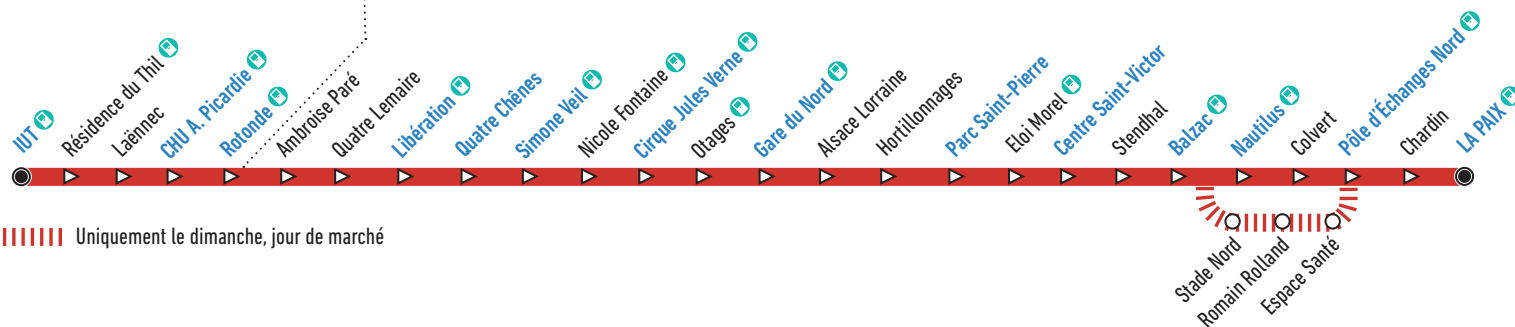 IUT
Résidence du Thil
Laënnec
CHU A. Picardie
Rotonde
Ambroise Paré
Quatre Lemaire
Libération
Quatre Chênes
Simone Veil
Nicole Fontaine
Cirque Jules Verne
Otages
Gare du Nord
Alsace Lorraine
Hortillonnages
Parc Saint-Pierre
Eloi Morel
Centre Saint-Victor
Stendhal
Balzac
Nautilus
Colvert
Pôle d'Échanges Nord
Chardin
LA PAIX
Stade Nord
Romain Rolland
Espace Santé
Uniquement le dimanche, jour de marché